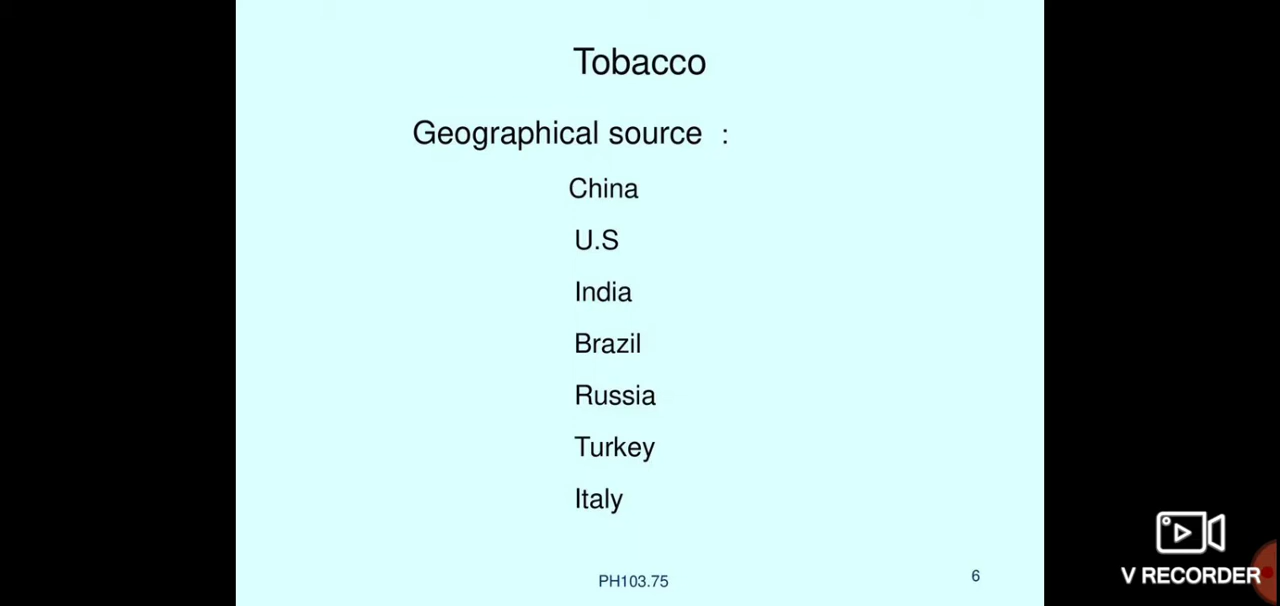 Tobacco
Geographical source :
China
U.S
India
Brazil
Russia
Turkey
Italy
PH103.75
6
V RECORDER